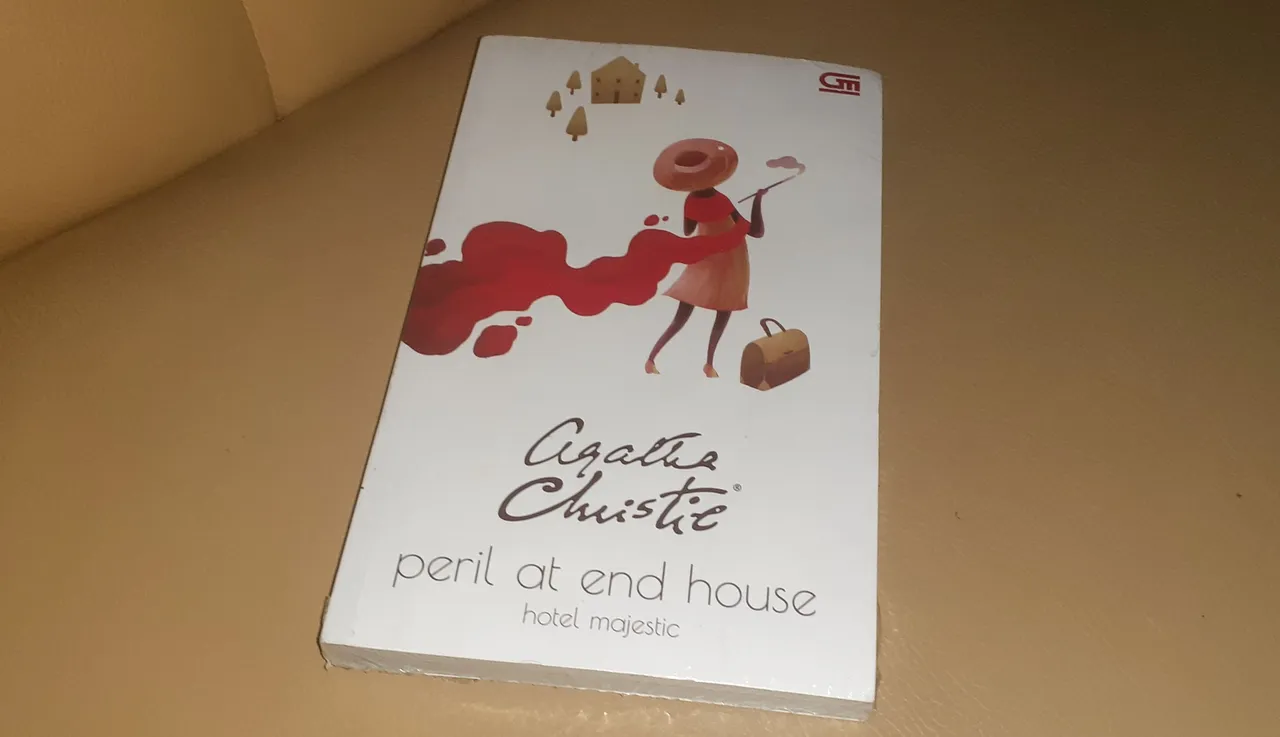 GM
Agatha
Christie®
peril at end house
hotel majestic